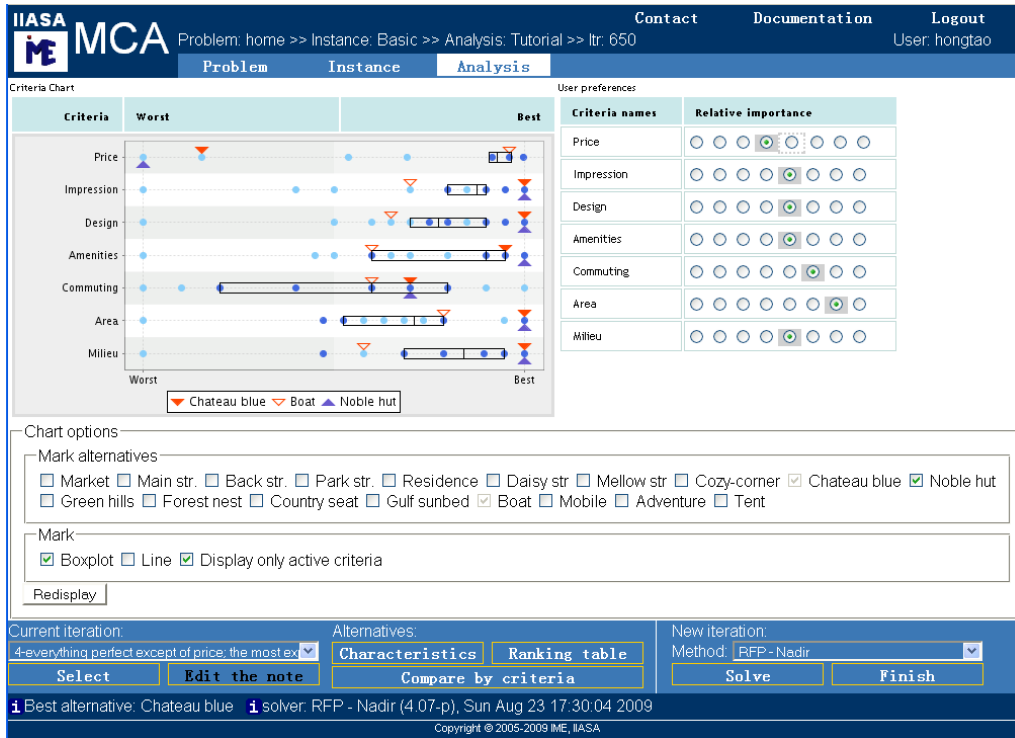 IIASA
IME MCA
Contact Documentation Logout
Problem: home >> Instance: Basic >> Analysis: Tutorial >> Itr: 650 User: hongtao
Problem Instance Analysis
Criteria Chart
Criteria Worst Best
Price
Impression
Design
Amenities
Commuting
Area
Milieu
Worst Best
Chateau blue Boat Noble hut
User preferences
Criteria names Relative importance
Price
Impression
Design
Amenities
Commuting
Area
Milieu
Chart options
Mark alternatives
Market Main str. Back str. Park str. Residence Daisy str Mellow str Cozy-corner Chateau blue Noble hut
Green hills Forest nest Country seat Gulf sunbed Boat Mobile Adventure Tent
Mark
Boxplot Line Display only active criteria
Redisplay
Current iteration:
4-everything perfect except of price; the most ex
Select Edit the note
Alternatives:
Characteristics Ranking table
Compare by criteria
New iteration:
Method: RFP - Nadir
Solve Finish
i Best alternative: Chateau blue i solver: RFP - Nadir (4.07-p), Sun Aug 23 17:30:04 2009
Copyright © 2005-2009 IME, IIASA